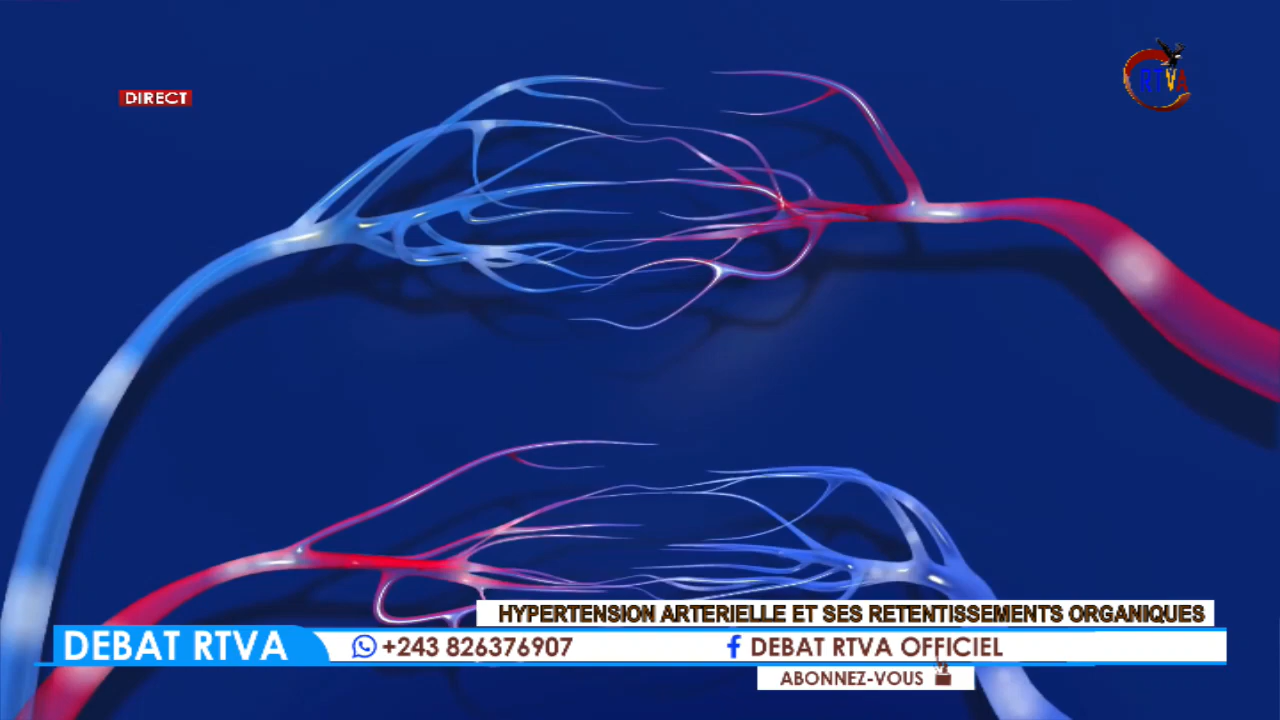 DIRECT
RTVA
HYPERTENSION ARTERIELLE ET SES RETENTISSEMENTS ORGANIQUES
DEBAT RTVA
+243 826376907
DEBAT RTVA OFFICIEL
ABONNEZ-VOUS